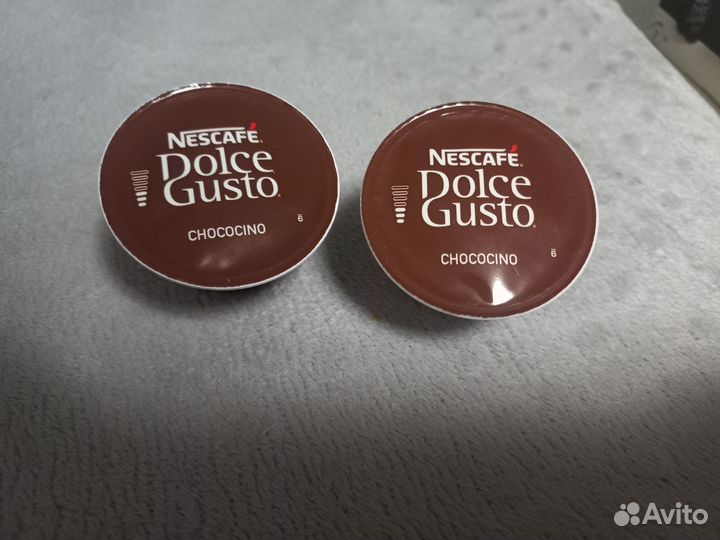 NESCAFÉ
Dolce
Gusto
CHOCOCINO
6
NESCAFÉ
Dolce
Gusto
CHOCOCINO
6
Avito